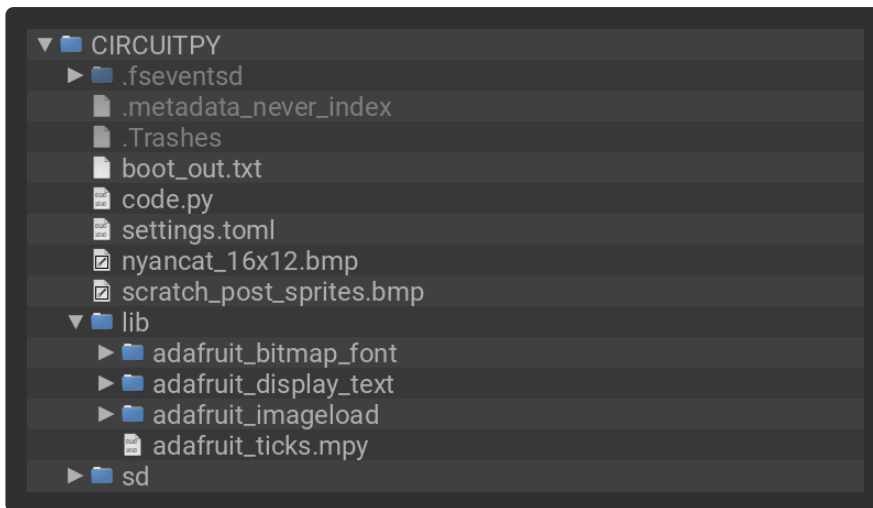 CIRCUITPY
.fseventsd
.metadata_never_index
.Trashes
boot_out.txt
code.py
settings.toml
nyancat_16x12.bmp
scratch_post_sprites.bmp
lib
adafruit_bitmap_font
adafruit_display_text
adafruit_imageload
adafruit_ticks.mpy
sd